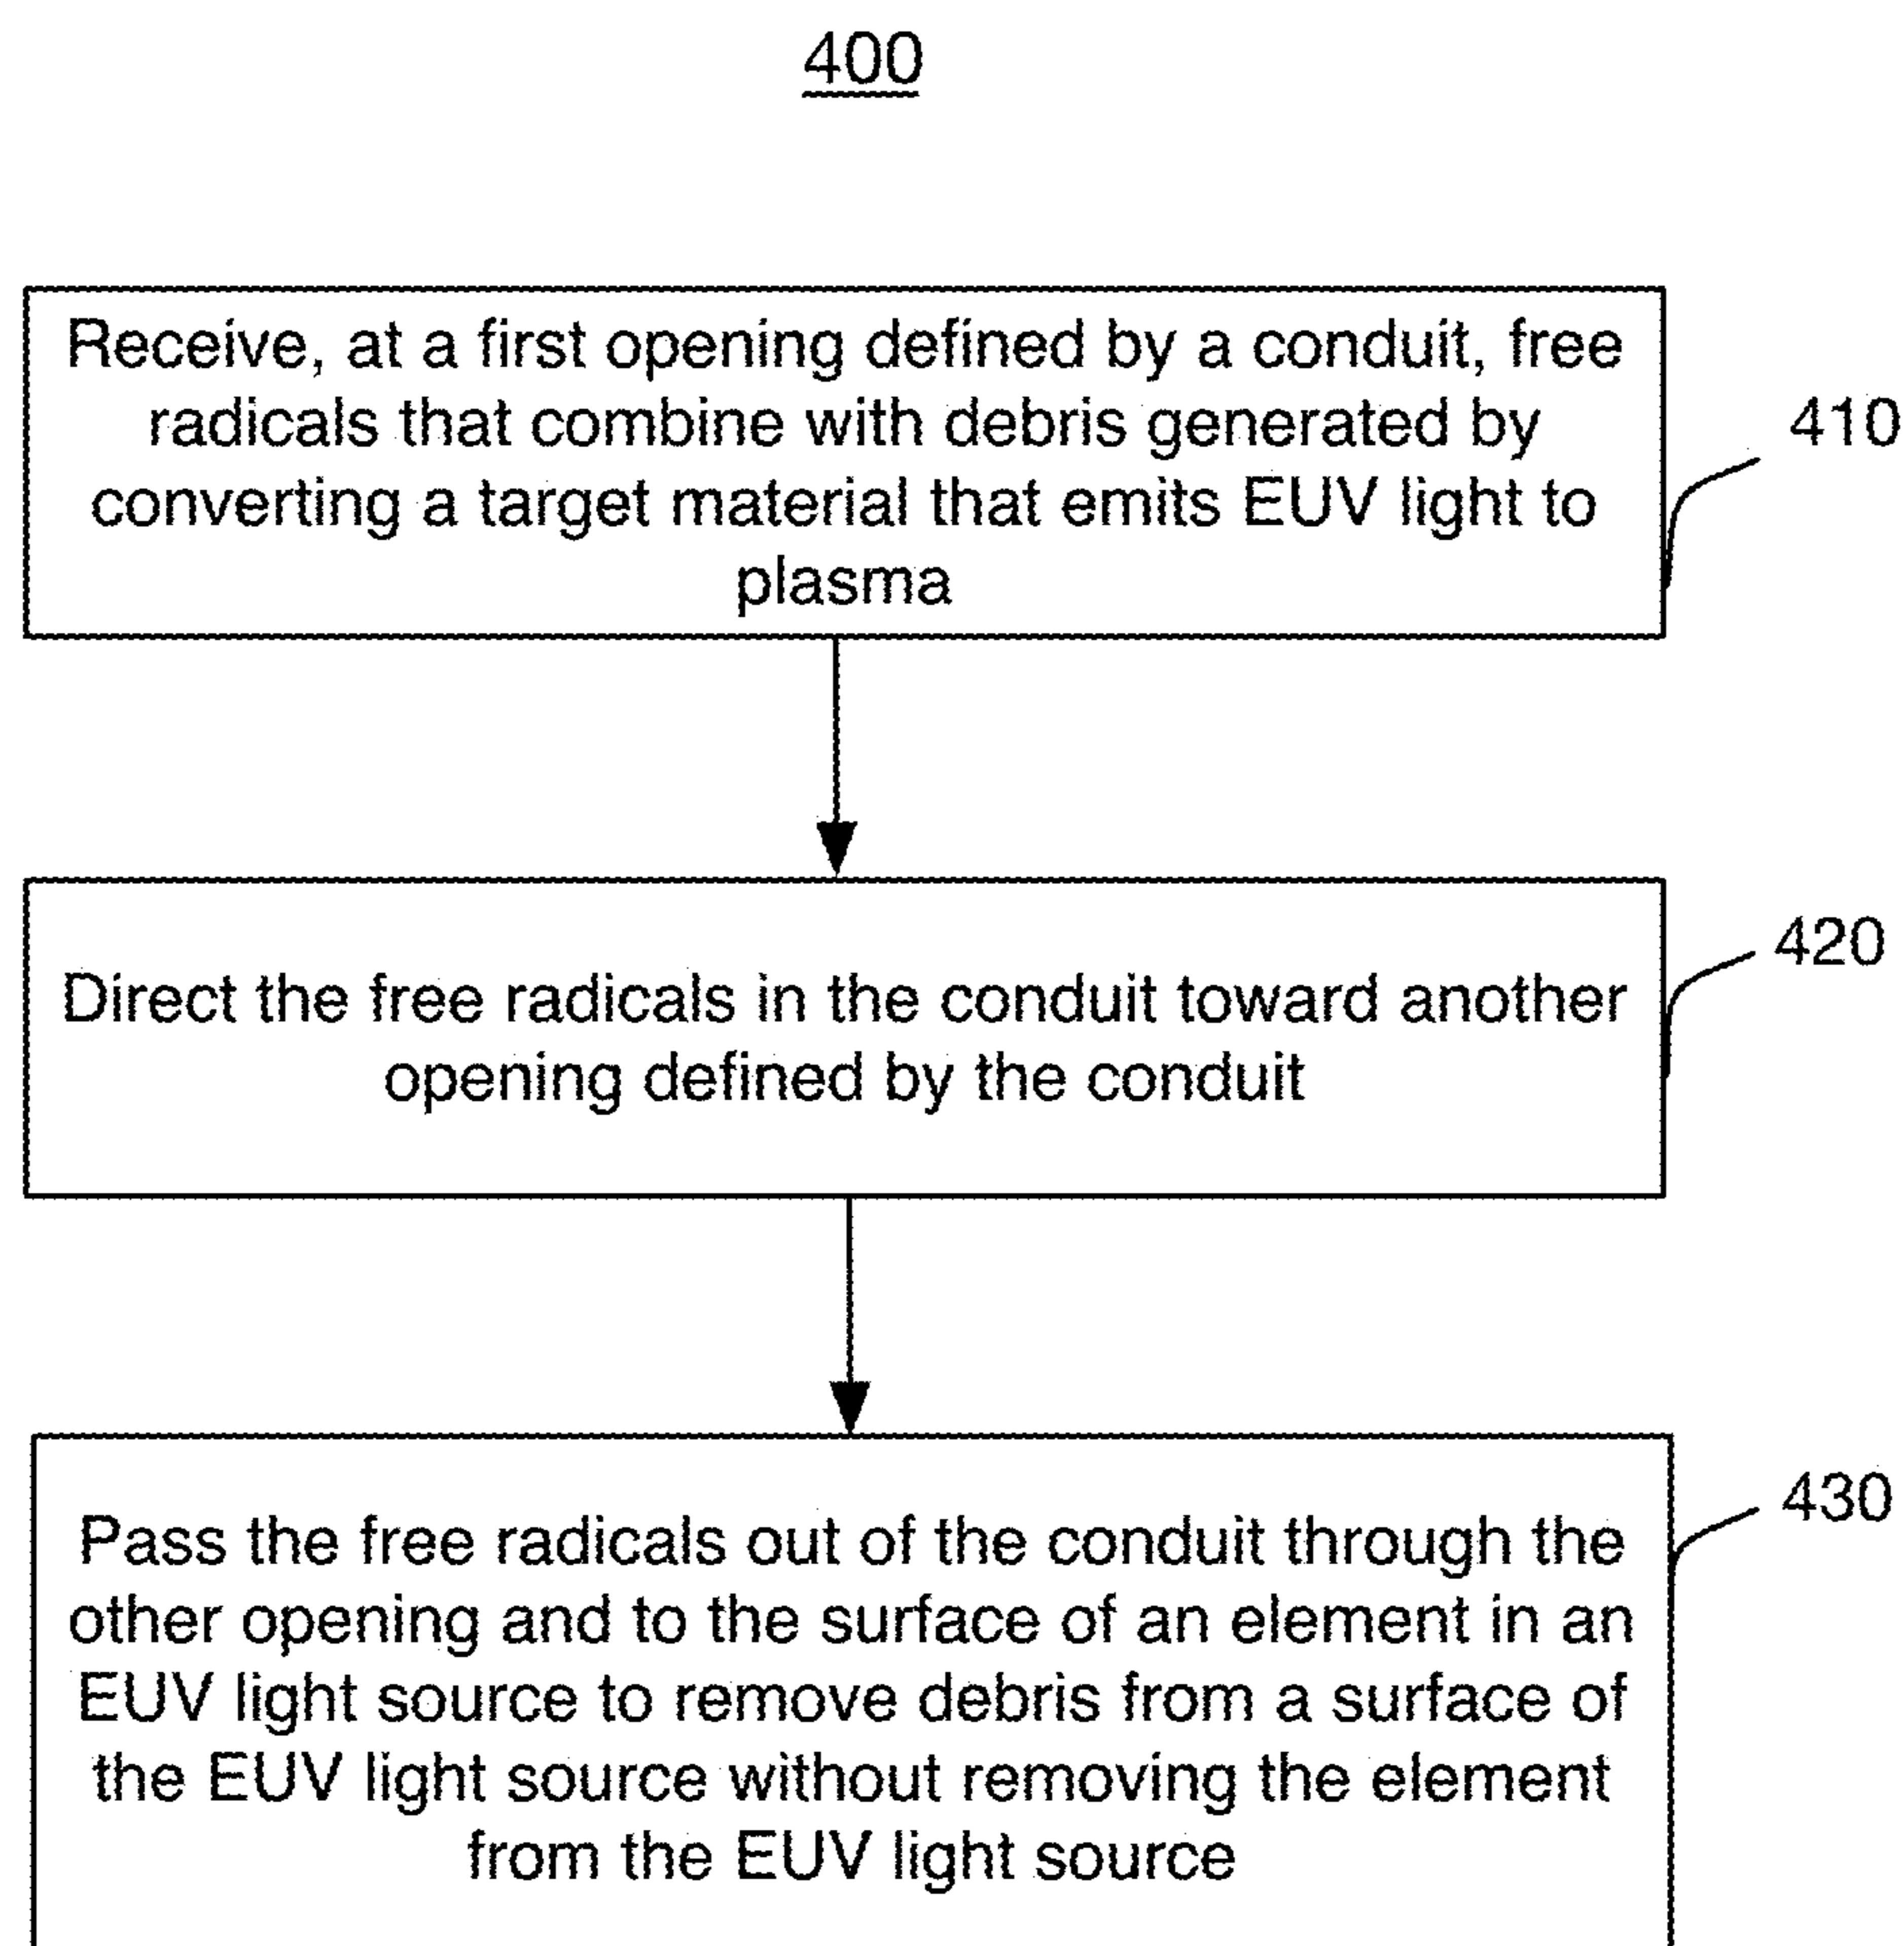 400
Receive, at a first opening defined by a conduit, free
radicals that combine with debris generated by
converting a target material that emits EUV light to
plasma
410
Direct the free radicals in the conduit toward another
opening defined by the conduit
420
Pass the free radicals out of the conduit through the
other opening and to the surface of an element in an
EUV light source to remove debris from a surface of
the EUV light source without removing the element
from the EUV light source
430